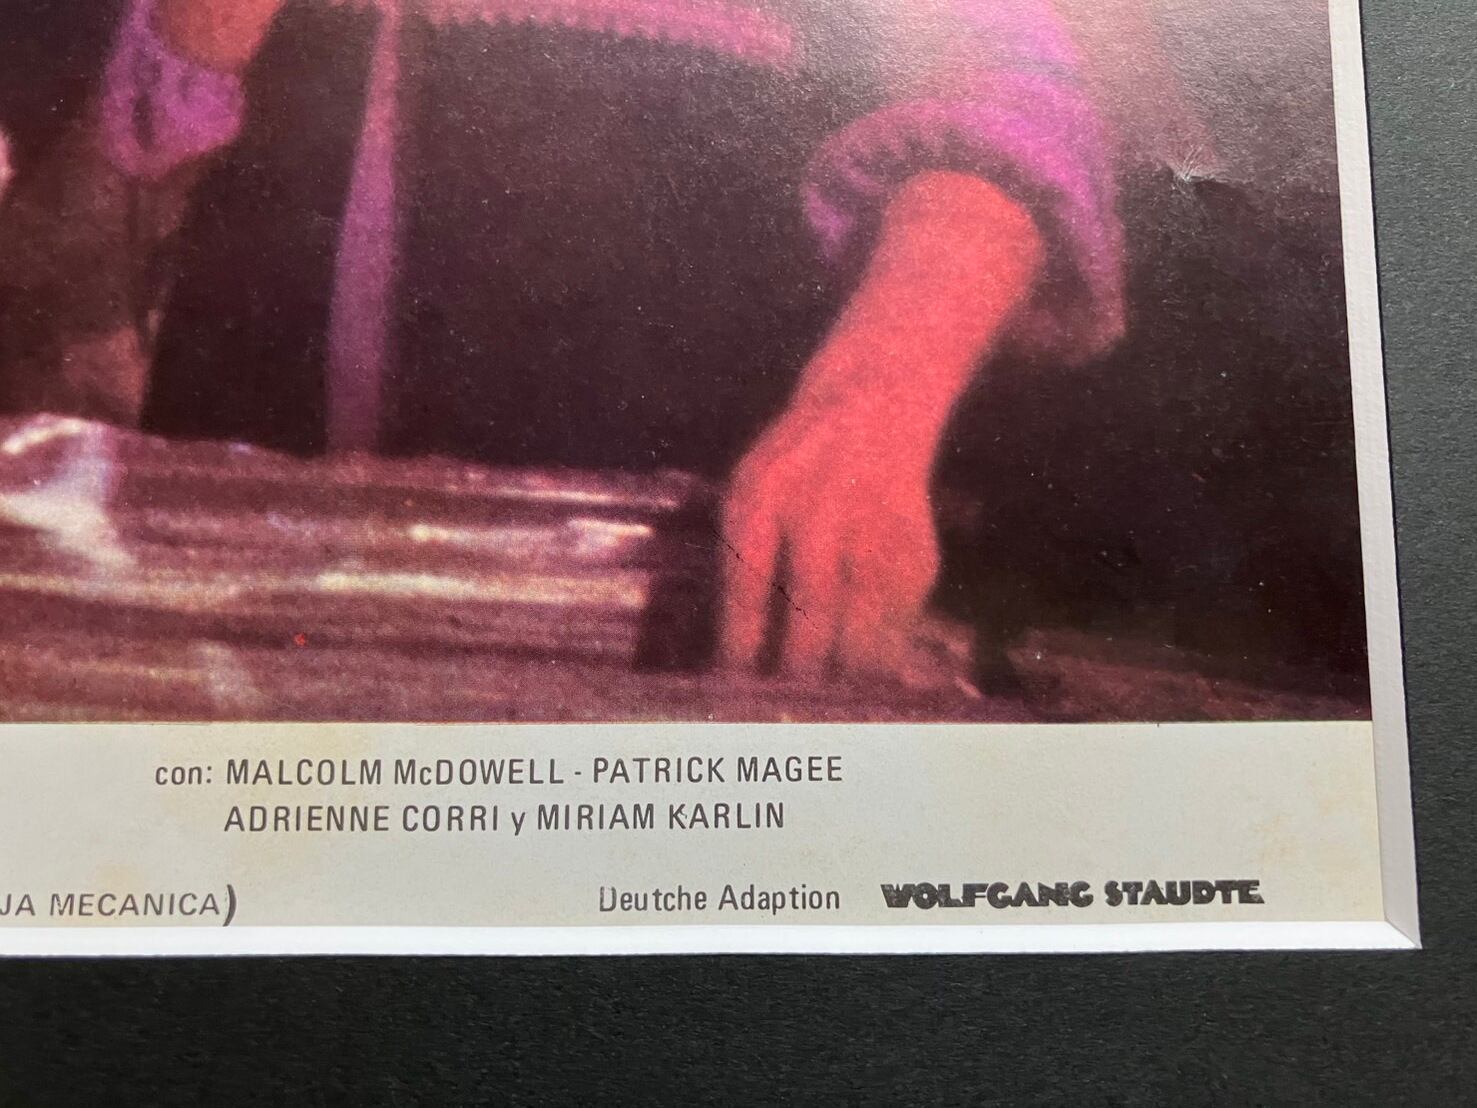 con: MALCOLM McDOWELL - PATRICK MAGEE
ADRIENNE CORRI y MIRIAM KARLIN
JA MECANICA)
Deutche Adaption WOLFGANG STAUDTE